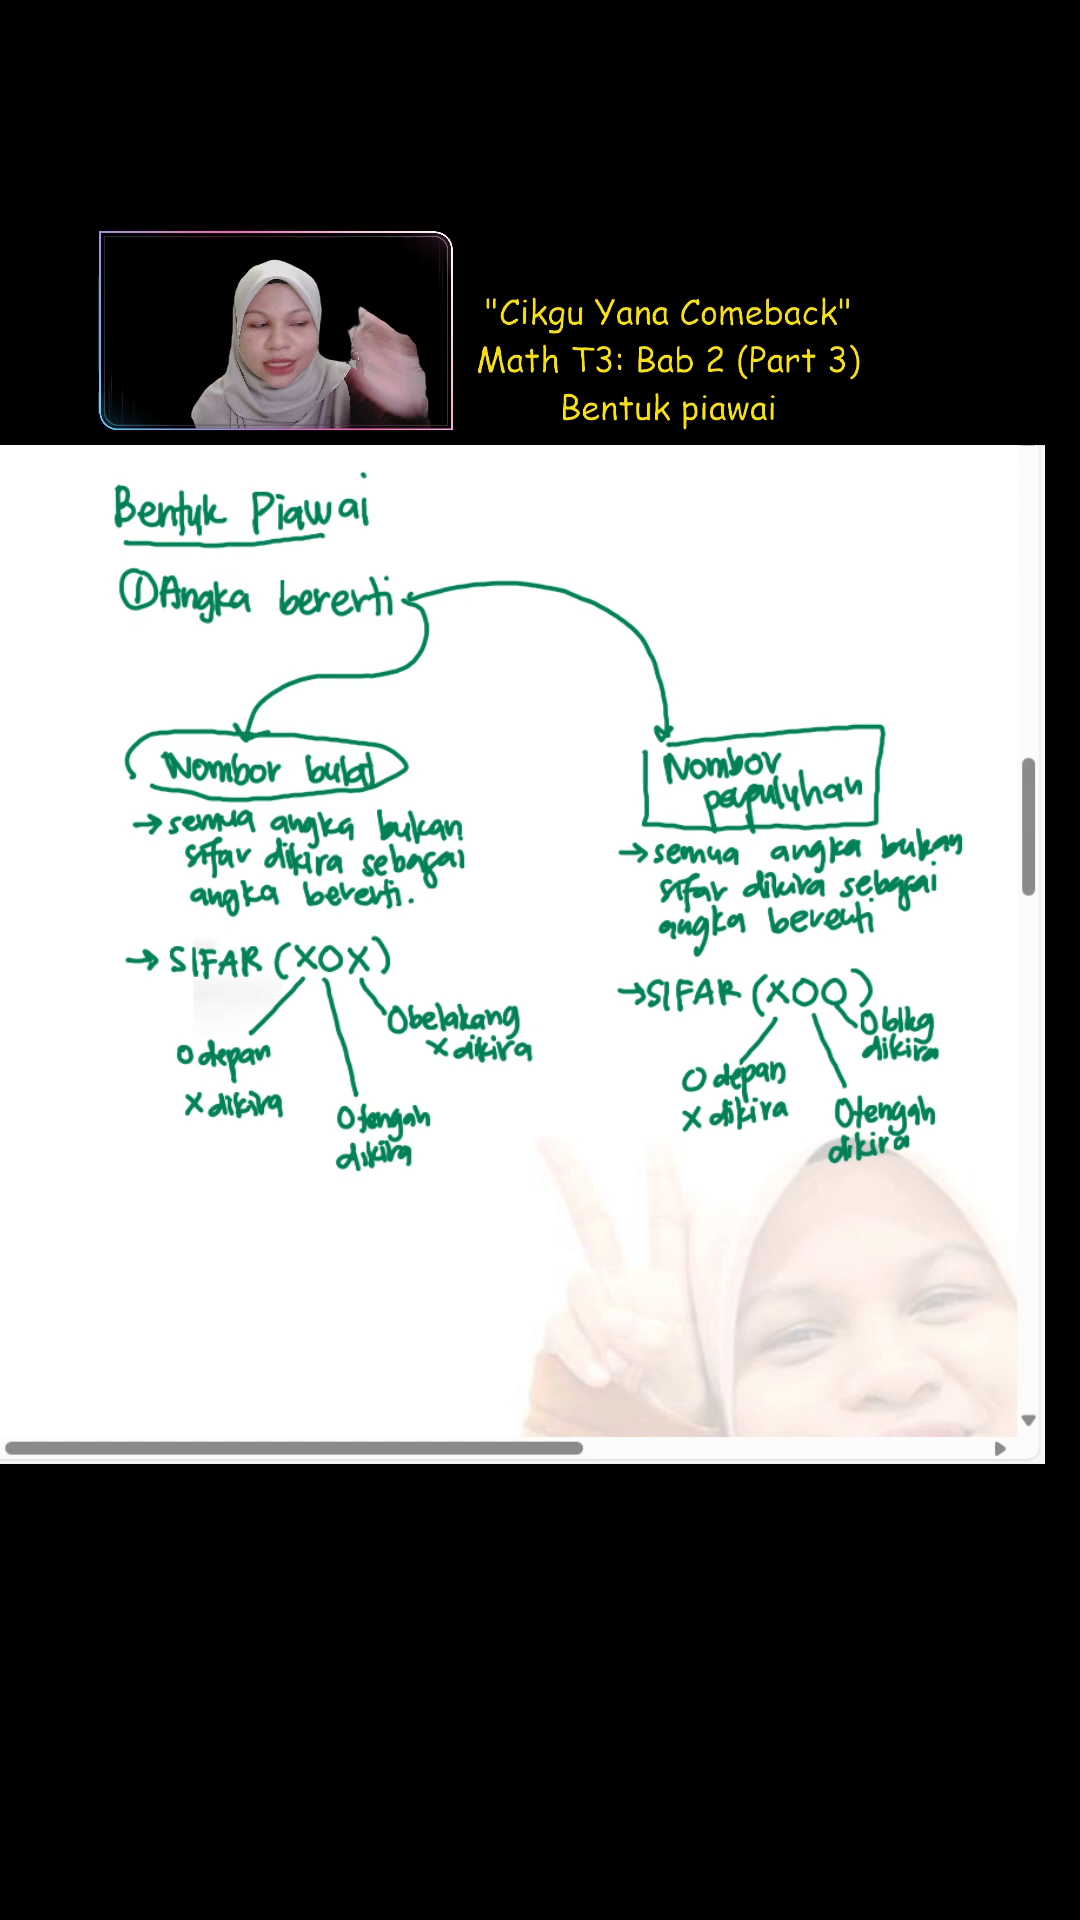 "Cikgu Yana Comeback"
Math T3: Bab 2 (Part 3)
Bentuk piawai
Bentuk Piawai
① Angka bererti
Nombor bulat
→ semua angka bukan
sifar dikira sebagai
angka bererti.
→ SIFAR (XOX)
0 depan
x dikira
0 tengah
dikira
0 belakang
x dikira
Nombor
perpuluhan
→ semua angka bukan
sifar dikira sebagai
angka bererti
→ SIFAR (XOO)
0 depan
x dikira
0 tengah
dikira
0 blkg
dikira